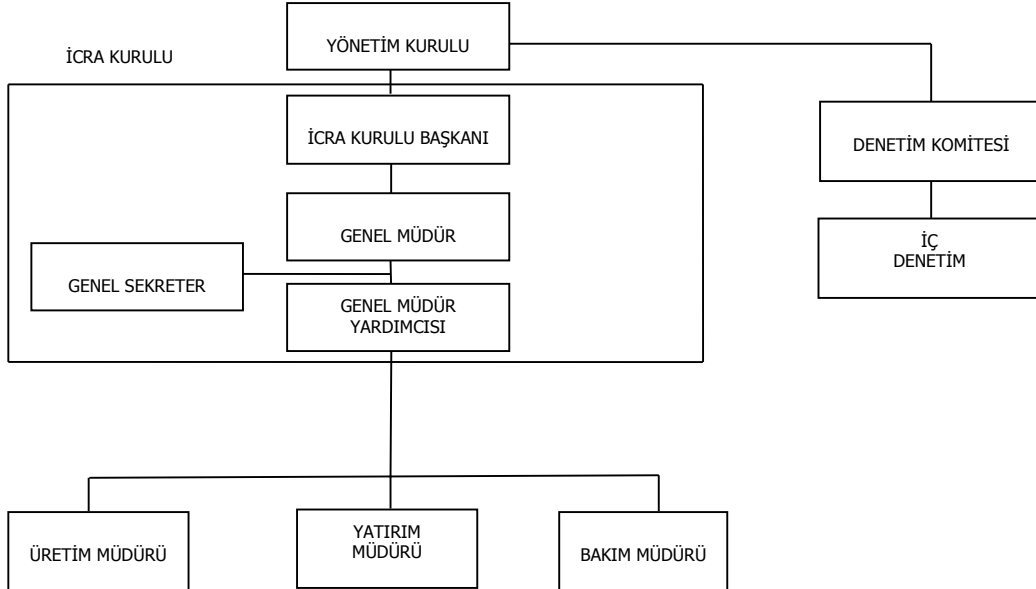 YÖNETİM KURULU
İCRA KURULU
İCRA KURULU BAŞKANI
DENETİM KOMİTESİ
GENEL MÜDÜR
İÇ
DENETİM
GENEL SEKRETER
GENEL MÜDÜR
YARDIMCISI
ÜRETİM MÜDÜRÜ
YATIRIM
MÜDÜRÜ
BAKIM MÜDÜRÜ